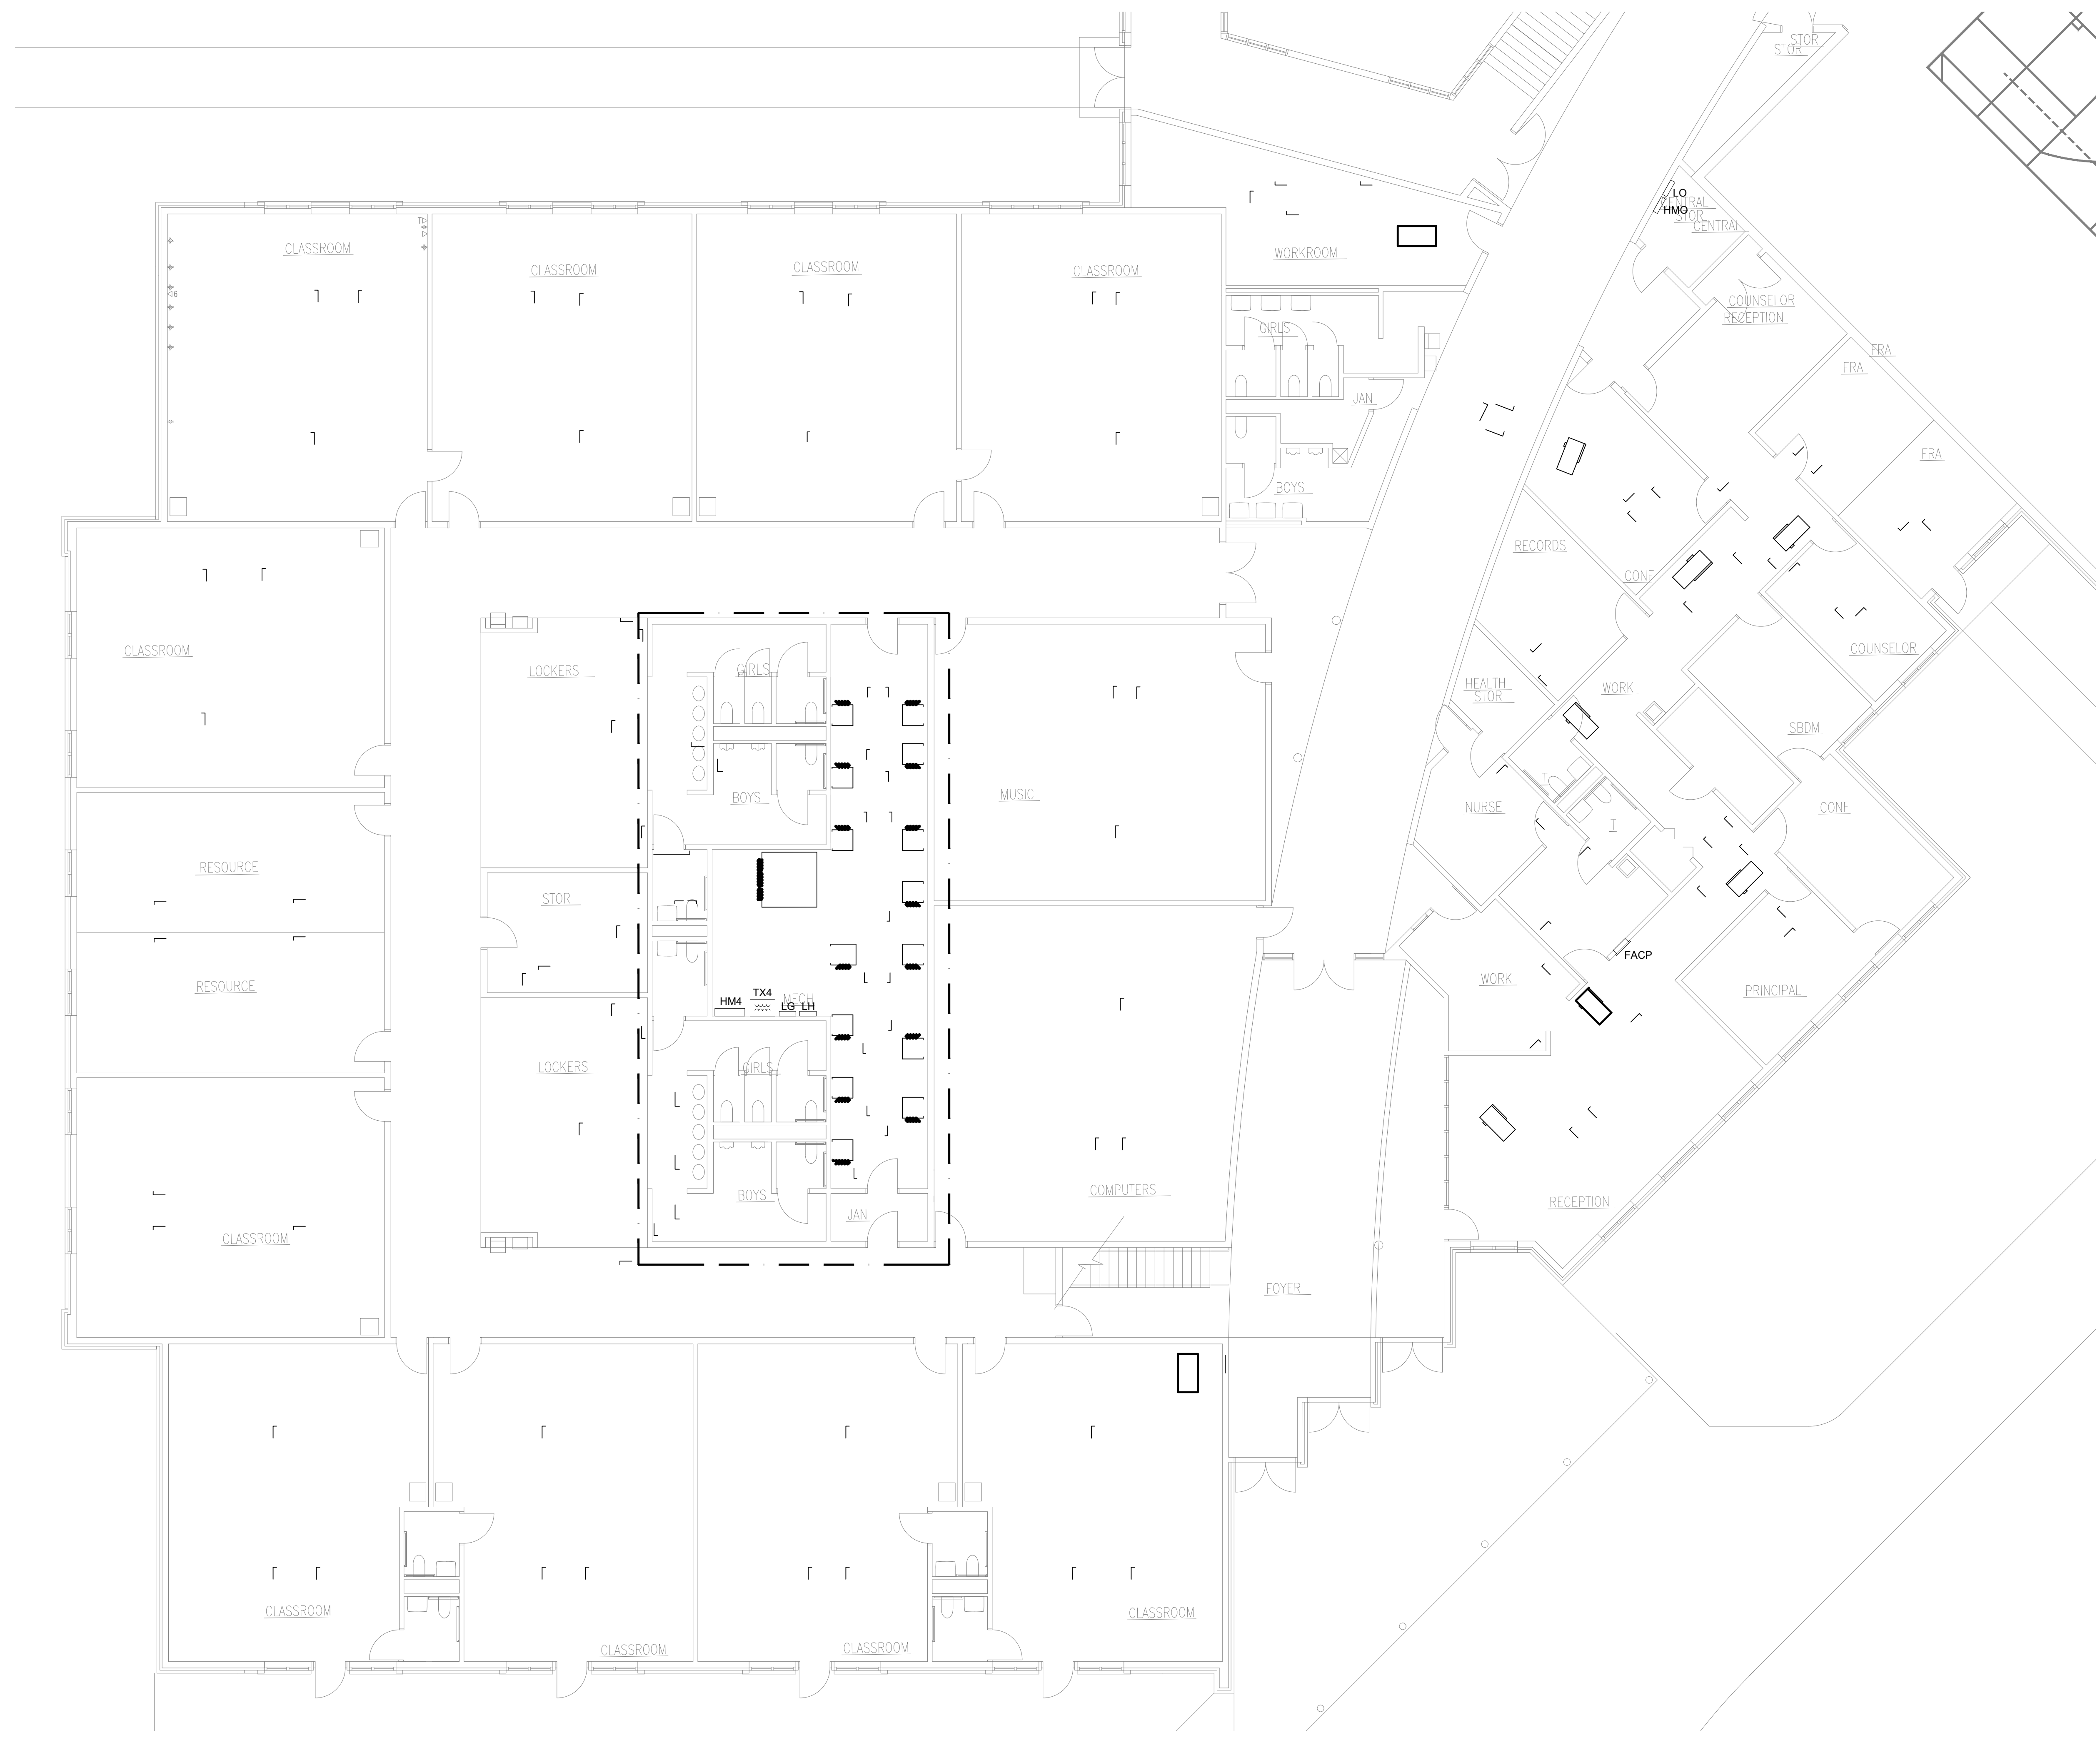 STOR
STOR
LO
CENTRAL
HMO
STOR
CENTRAL
T
CLASSROOM
CLASSROOM
CLASSROOM
CLASSROOM
WORKROOM
6
COUNSELOR
RECEPTION
GIRLS
FRA
FRA
JAN
FRA
BOYS
RECORDS
CONF
CLASSROOM
LOCKERS
GIRLS
COUNSELOR
HEALTH
STOR
WORK
SBDM
T
MUSIC
BOYS
NURSE
CONF
T
RESOURCE
STOR
FACP
RESOURCE
WORK
PRINCIPAL
HM4
TX4
MECH
LG
LH
LOCKERS
GIRLS
COMPUTERS
BOYS
JAN
RECEPTION
CLASSROOM
FOYER
CLASSROOM
CLASSROOM
CLASSROOM
CLASSROOM